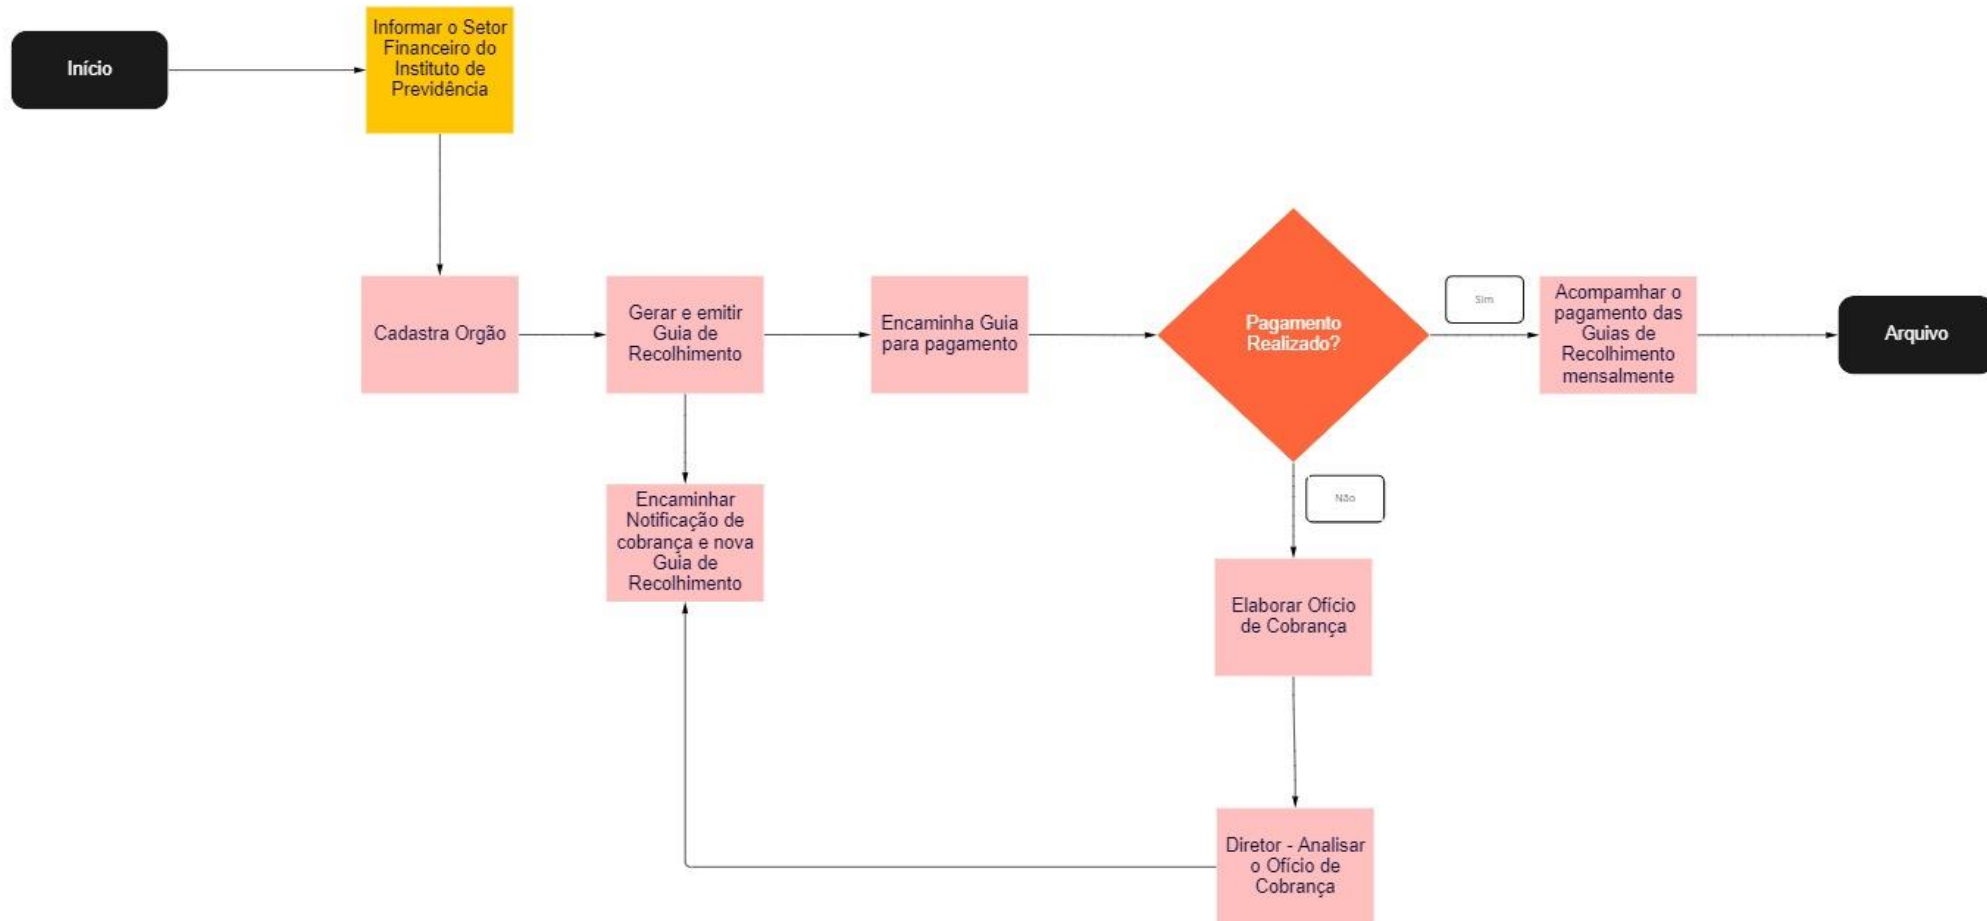 Início
Informar o Setor
Financeiro do
Instituto de
Previdência
Cadastra Orgão
Gerar e emitir
Guia de
Recolhimento
Encaminha Guia
para pagamento
Pagamento
Realizado?
Sim
Acompamhar o
pagamento das
Guias de
Recolhimento
mensalmente
Arquivo
Encaminhar
Notificação de
cobrança e nova
Guia de
Recolhimento
Não
Elaborar Ofício
de Cobrança
Diretor - Analisar
o Ofício de
Cobrança